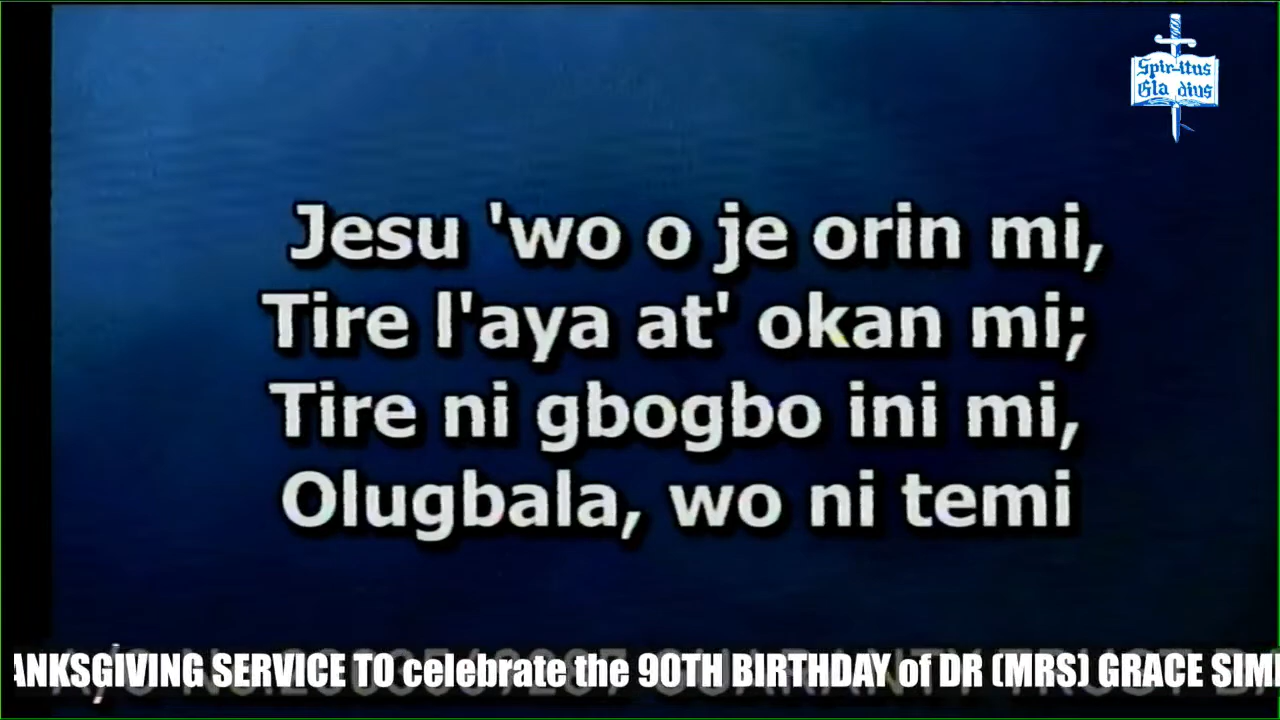 Spiritus
Gladius
Jesu 'wo o je orin mi,
Tire l'aya at' okan mi;
Tire ni gbogbo ini mi,
Olugbala, wo ni temi
ANKSGIVING SERVICE TO celebrate the 90TH BIRTHDAY of DR (MRS) GRACE SIM